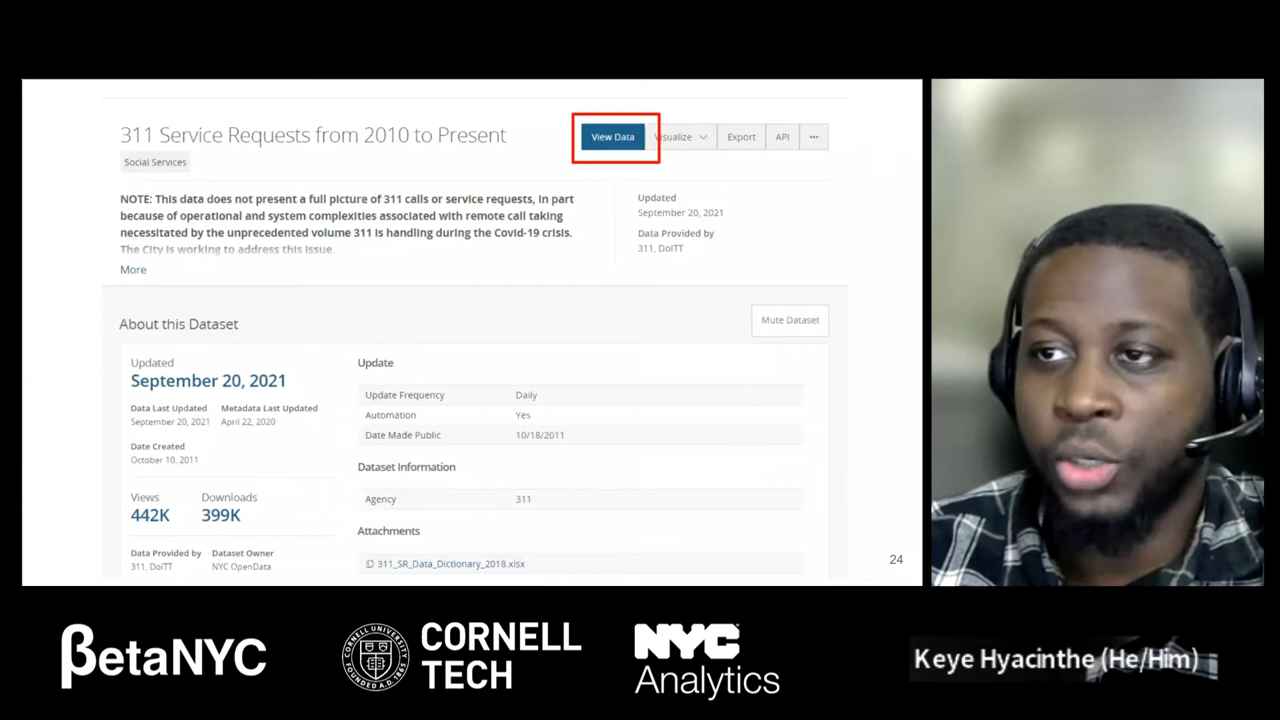 311 Service Requests from 2010 to Present
View Data
Visualize
Export
API
Social Services
NOTE: This data does not present a full picture of 311 calls or service requests, in part
because of operational and system complexities associated with remote call taking
necessitated by the unprecedented volume 311 is handling during the Covid-19 crisis.
The City is working to address this issue.
More
Updated
September 20, 2021
Data Provided by
311, DoITT
About this Dataset
Mute Dataset
Updated
September 20, 2021
Data Last Updated Metadata Last Updated
September 20, 2021 April 22, 2020
Date Created
October 10, 2011
Views Downloads
442K 399K
Data Provided by Dataset Owner
311, DoITT NYC OpenData
Update
Update Frequency Daily
Automation Yes
Date Made Public 10/18/2011
Dataset Information
Agency 311
Attachments
311_SR_Data_Dictionary_2018.xlsx
24
βetaNYC
CORNELL UNIVERSITY
FOUNDED A.D. 1865
CORNELL
TECH
NYC
Analytics
Keye Hyacinthe (He/Him)